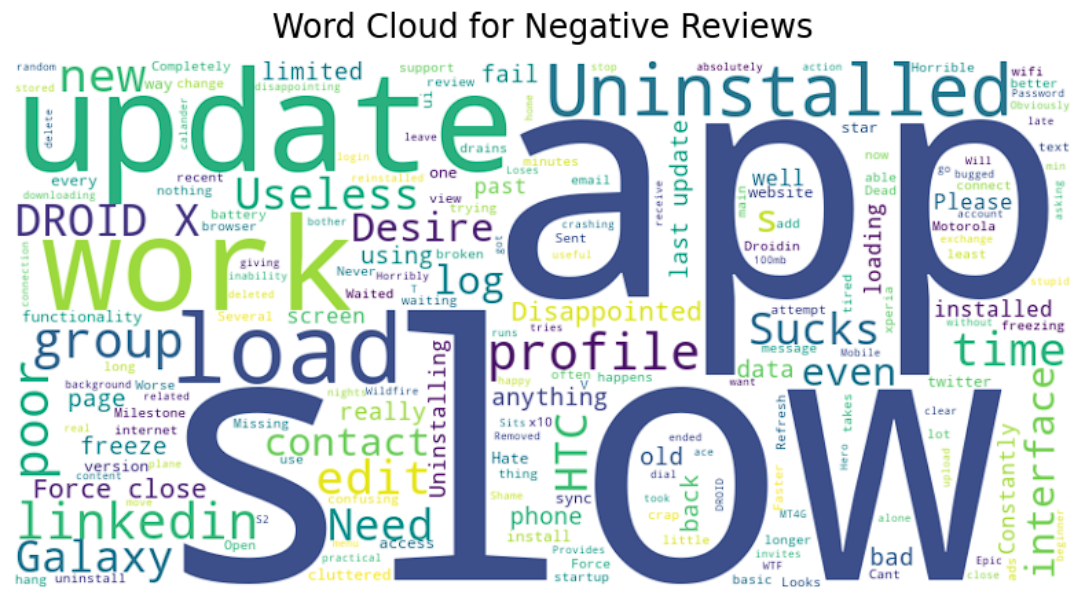 Word Cloud for Negative Reviews
random
new
Completely
way change
limited
disappointing
support
review
fail
ui
home
Uninstalled
stop
absolutely
action
Horrible
wifi
better
Password
Obviously
late
stored
delete
update
calander
leave
drains
login
reinstalled
Loses
minutes
app
star
text
every
recent
nothing
Useless
one
view
past
trying
email
receive
last update
main
well
website
s
add
Droidin
100mb
now
able
Dead
loading
go
Will
bugged
connect
Please
account
Motorola
exchange
least
min
asking
downloading
DROID X
battery
browser
bother
Desire
got
crashing
Sent
useful
connection
work
giving
inability
deleted
Never
Horribly
using
broken
T
Waited
waiting
log
tired
xperia
stupid
functionality
Several
screen
Disappointed
attempt
installed
without
freezing
group
load
runs
tries
profile
Sucks
message
Mobile
time
poor
long
background
related
Worse
page
Milestone
internet
real
freeze
version
plane
content
Force close
move
linkedin
S2
Galaxy
hang
uninstall
slow
Missing
nights
Wildfire
really
contact
use
edit
confusing
Need
Open
menu
practical
access
cluttered
Uninstalling
happy
often
happens
V
anything
Sits
x10
Removed
Hate
thing
Shame
HTC
sync
phone
install
Provides
Force
startup
data
even
want
twitter
old
ended
ace
dial
took
crap
back
DROID
little
Refresh
Faster
MT4G
longer
invites
WTF
basic
Looks
takes
Hero
clear
lot
upload
alone
bad
Cant
Epic
close
Constantly
ads
interface
beginner